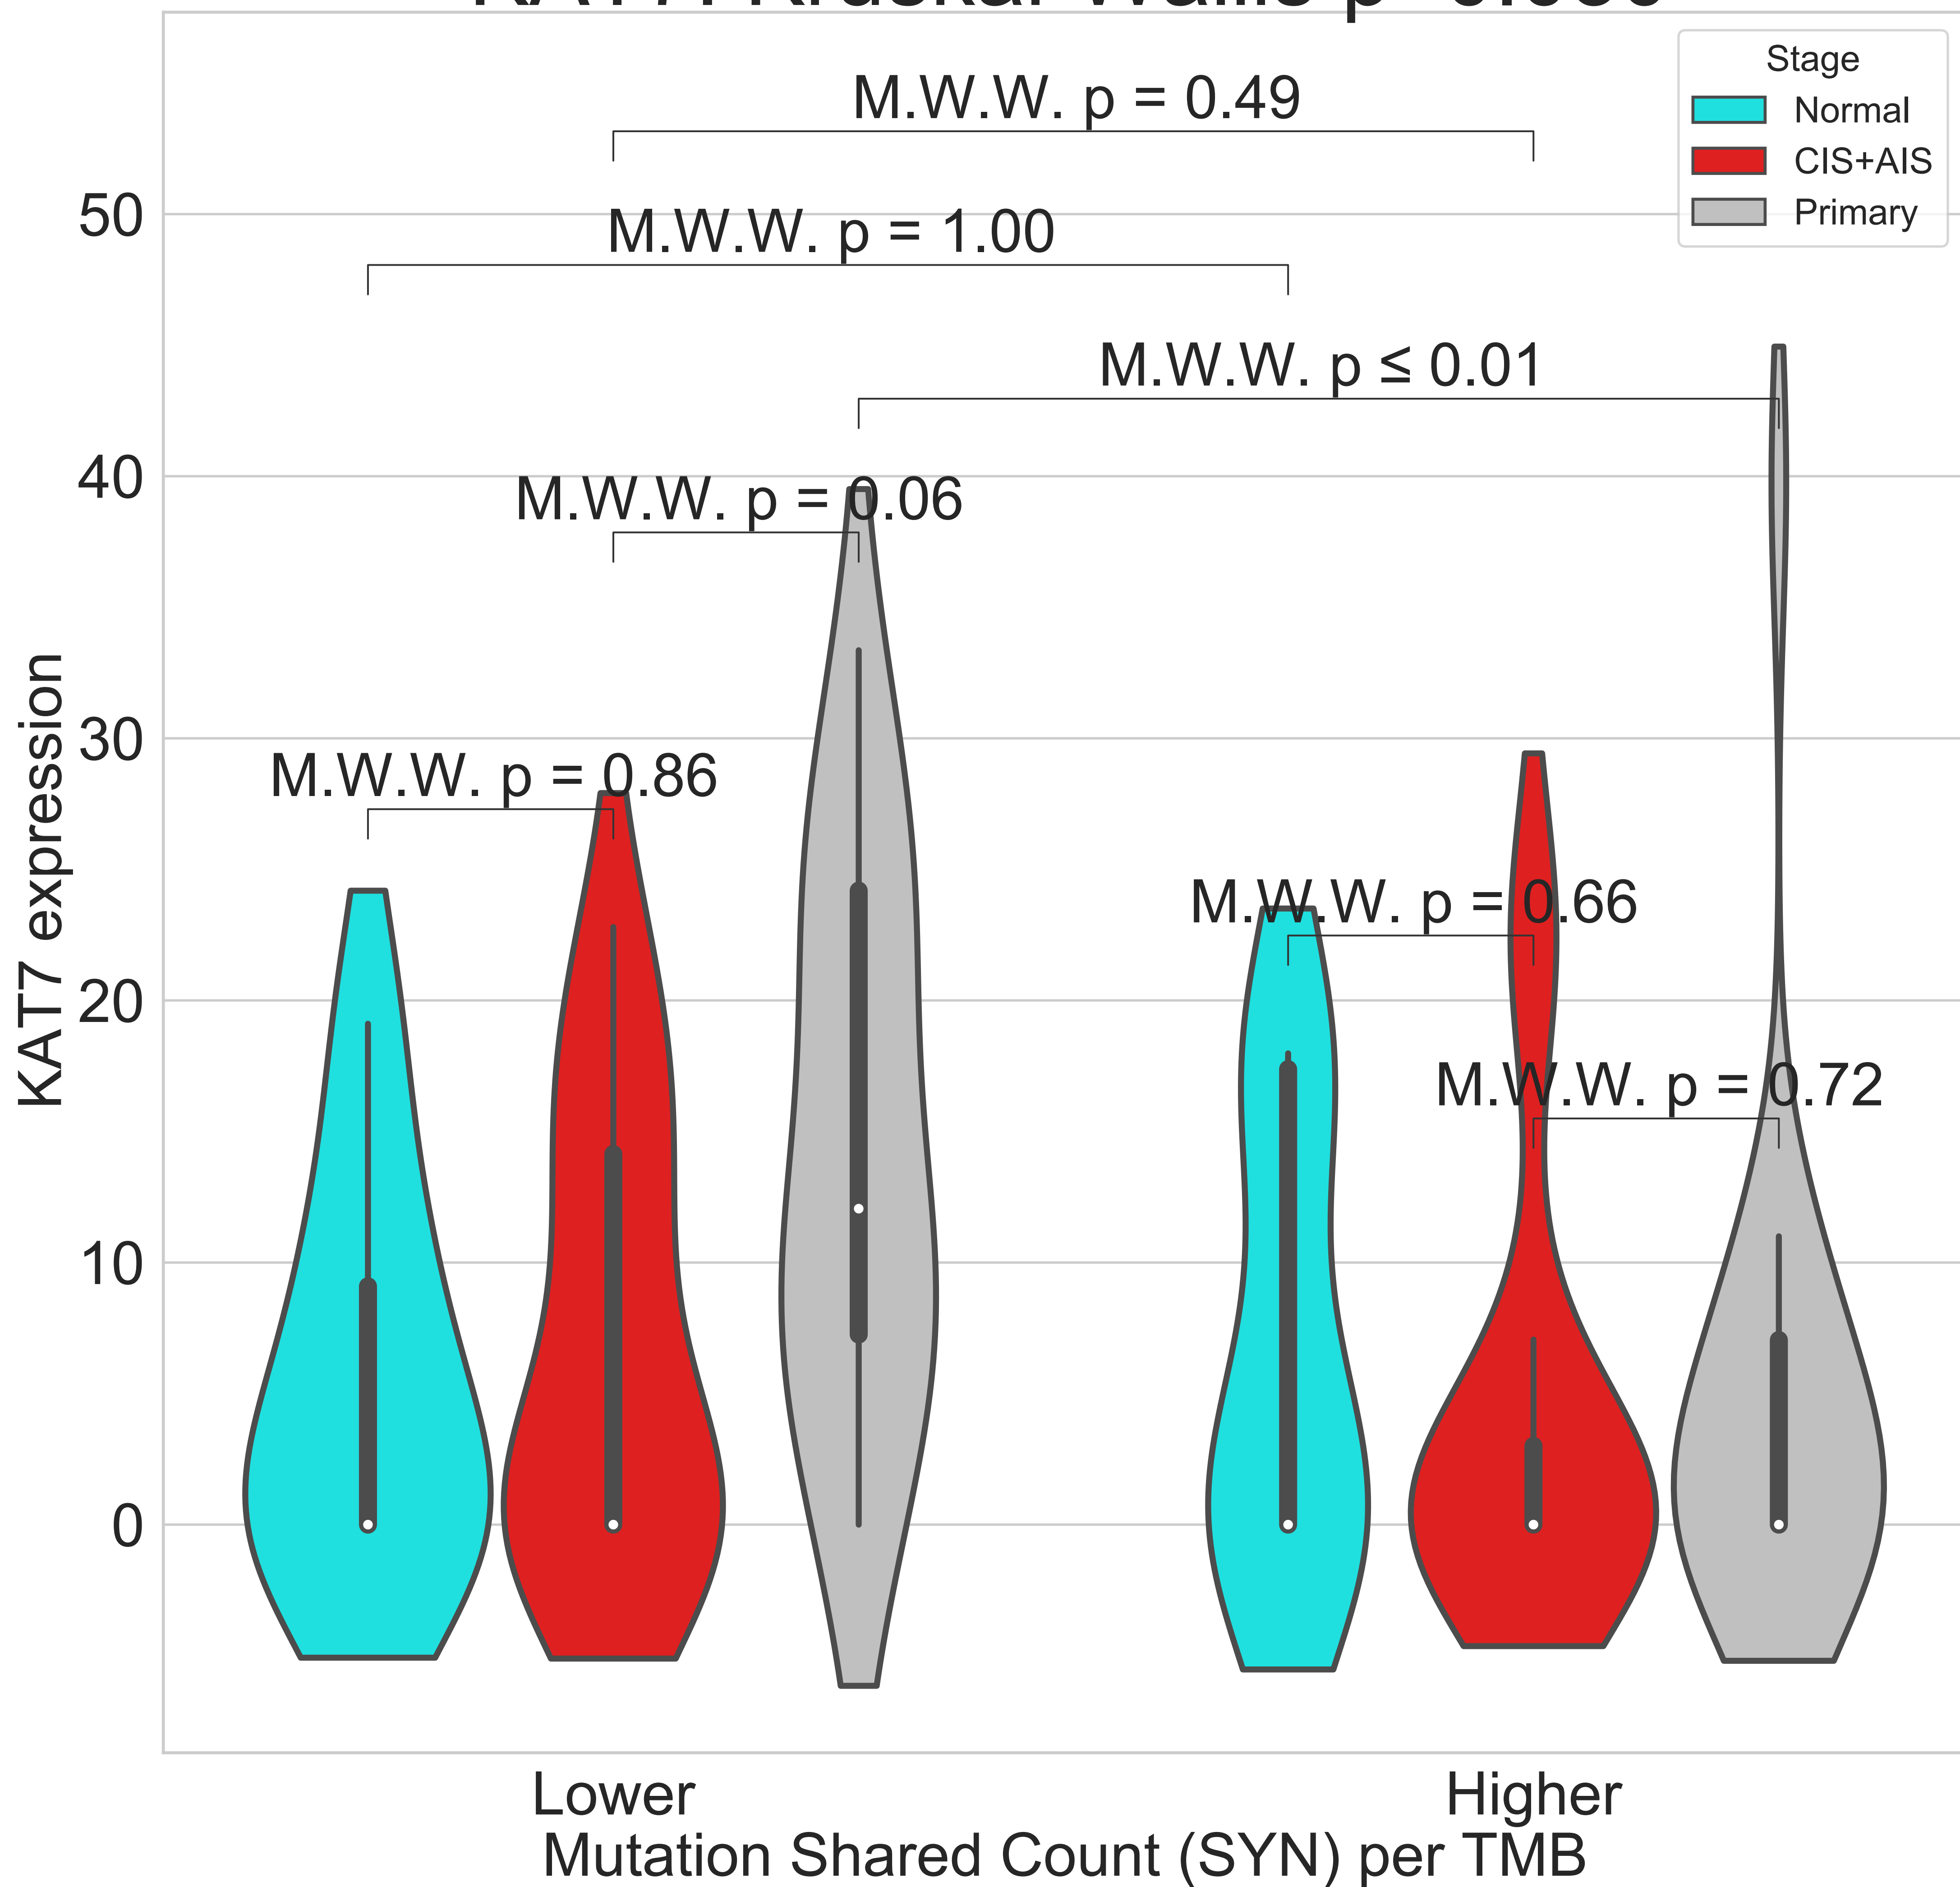 Stage
Normal
CIS+AIS
Primary
M.W.W. p = 0.49
M.W.W. p = 1.00
M.W.W. p ≤ 0.01
M.W.W. p = 0.06
M.W.W. p = 0.86
M.W.W. p = 0.66
M.W.W. p = 0.72
50
40
30
20
10
0
KAT7 expression
Lower
Higher
Mutation Shared Count (SYN) per TMB